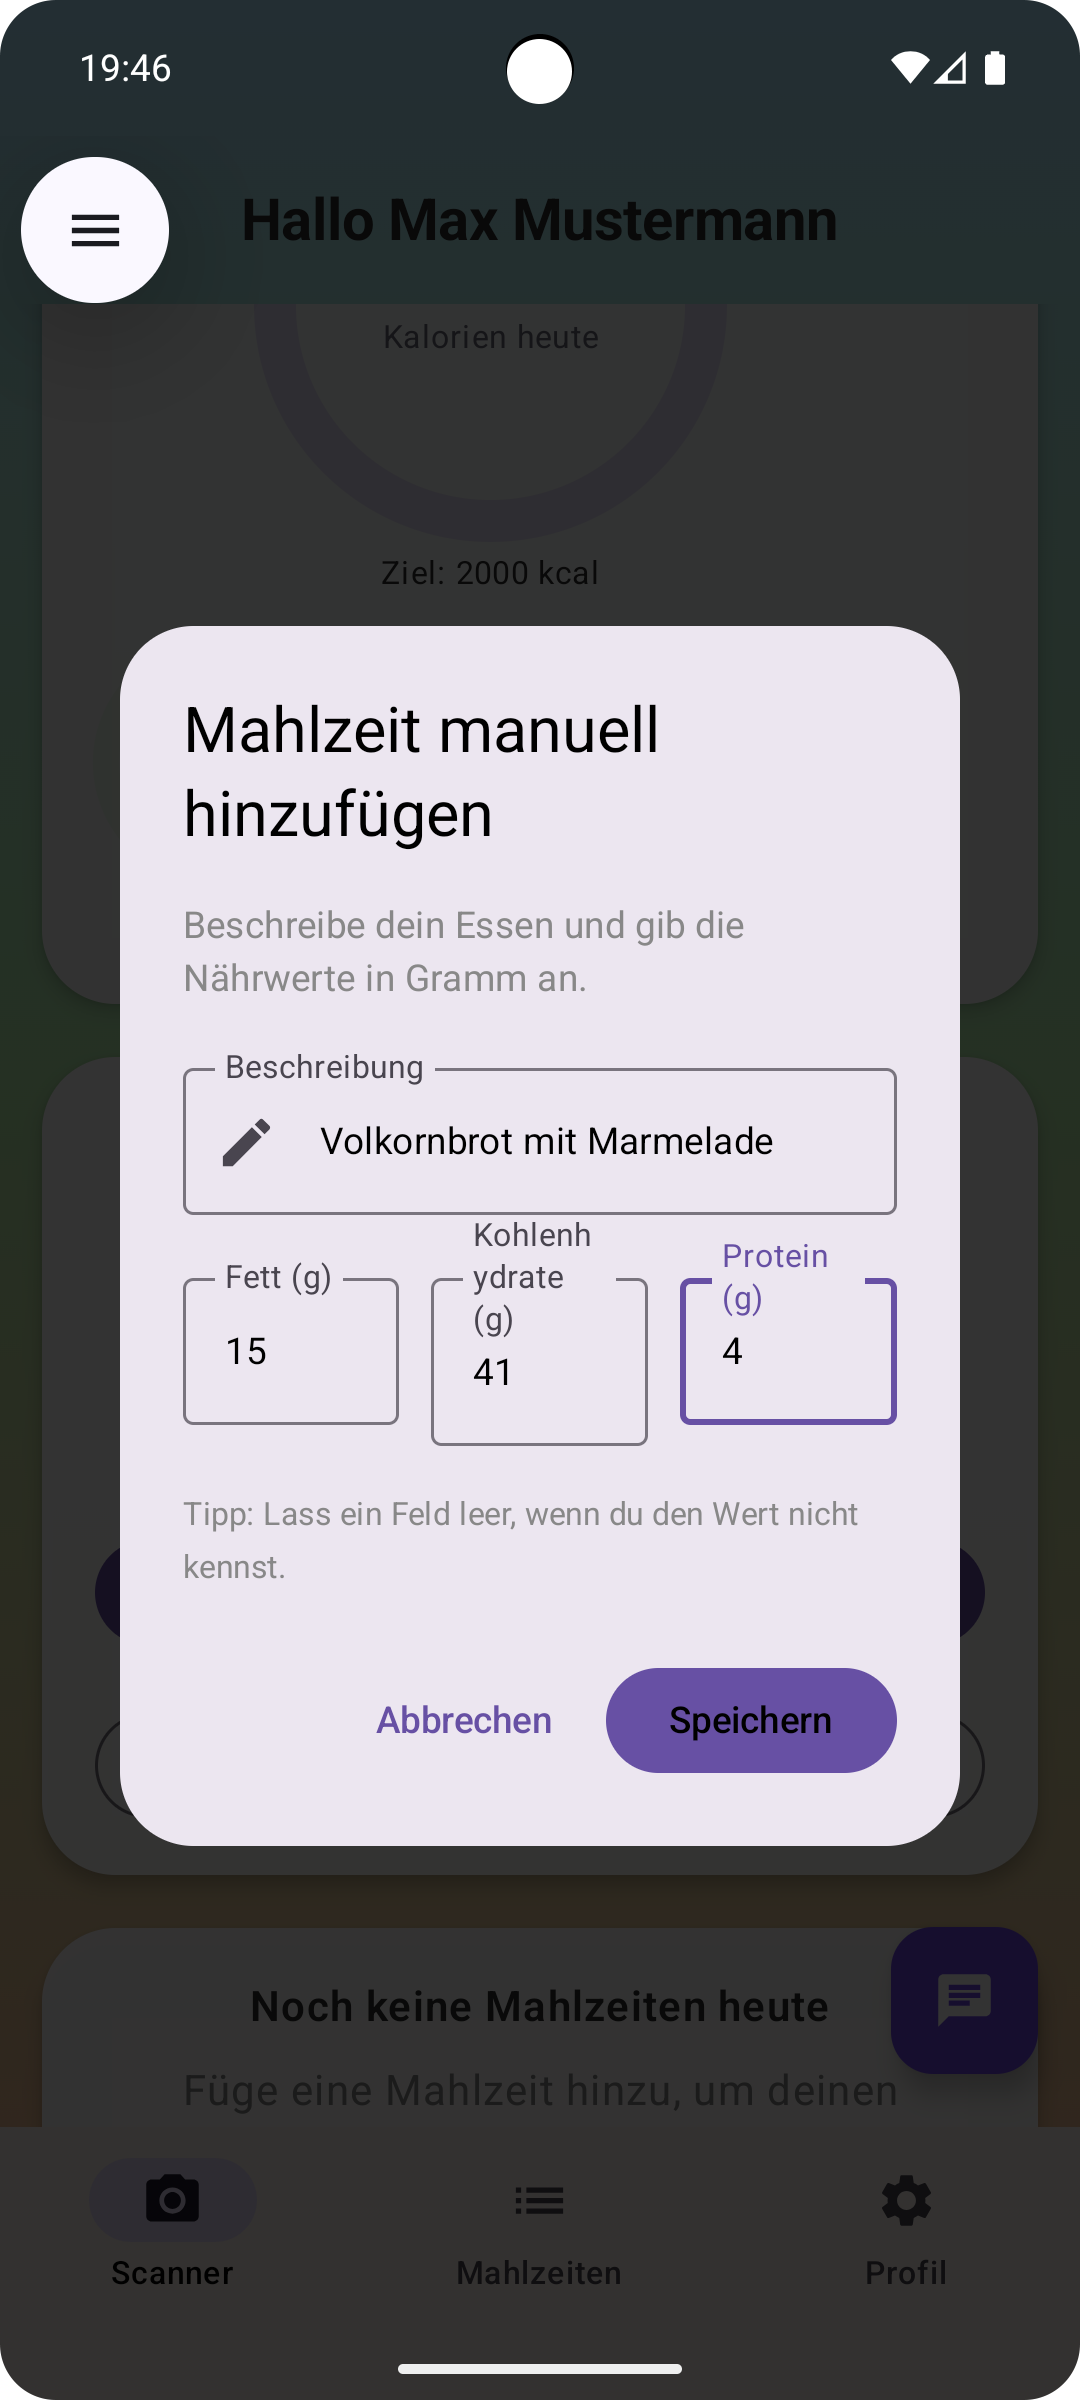 19:46
Hallo Max Mustermann
Kalorien heute
Ziel: 2000 kcal
Mahlzeit manuell
hinzufügen
Beschreibe dein Essen und gib die
Nährwerte in Gramm an.
Beschreibung
Volkornbrot mit Marmelade
Fett (g)
15
Kohlenh
ydrate
(g)
41
Protein
(g)
4
Tipp: Lass ein Feld leer, wenn du den Wert nicht
kennst.
Abbrechen
Speichern
Noch keine Mahlzeiten heute
Füge eine Mahlzeit hinzu, um deinen
Scanner
Mahlzeiten
Profil